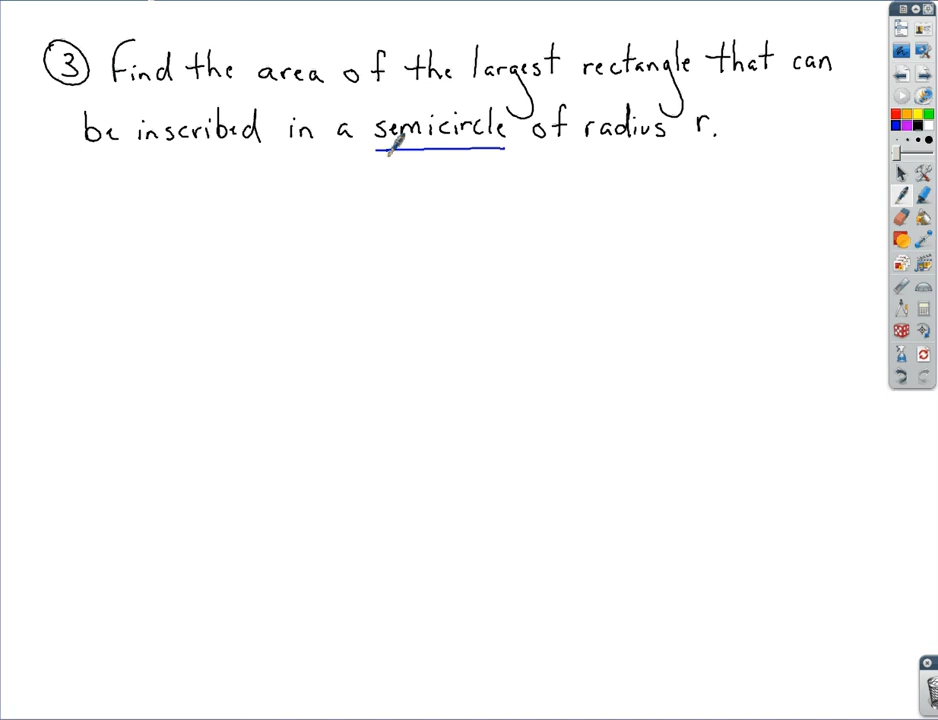 ③ Find the area of the largest rectangle that can
be inscribed in a semicircle of radius r.